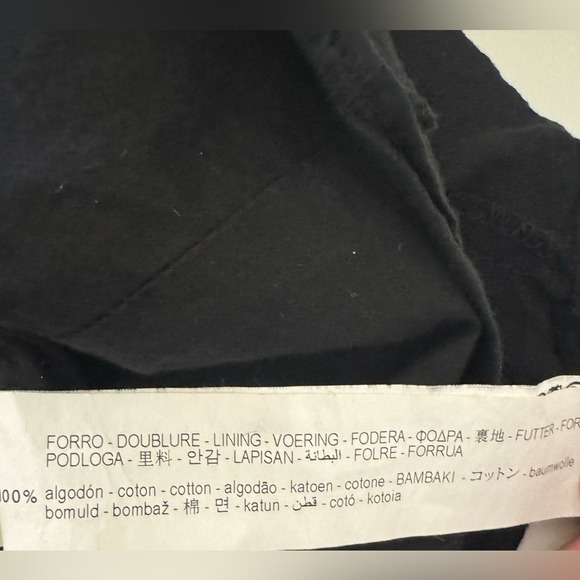 FORRO - DOUBLURE - LINING - VOERING - FODERA - ΦΟΔΡΑ - 裏地 - FUTTER - FOR
PODLOGA - 里料 - 안감 - LAPISAN - البطانة - FOLRE - FORRUA
100% algodón - coton - cotton - algodão - katoen - cotone - BAMBAKI - コットン - baumwolle
bomuld - bombaž - 棉 - 면 - katun - قطن - cotó - kotoia